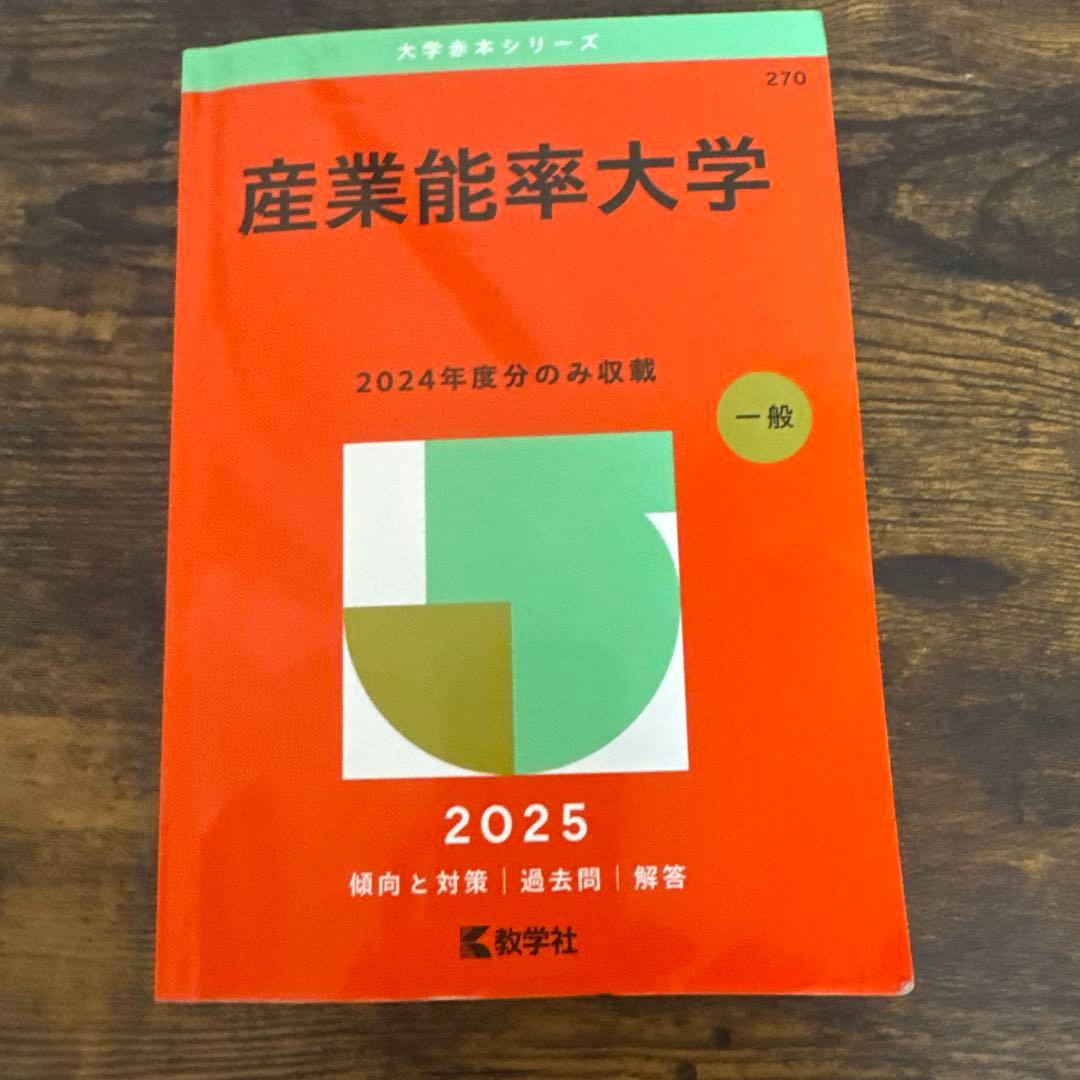 大学赤本シリーズ
270
産業能率大学
2024年度分のみ収載
一般
2025
傾向と対策|過去問|解答
教学社